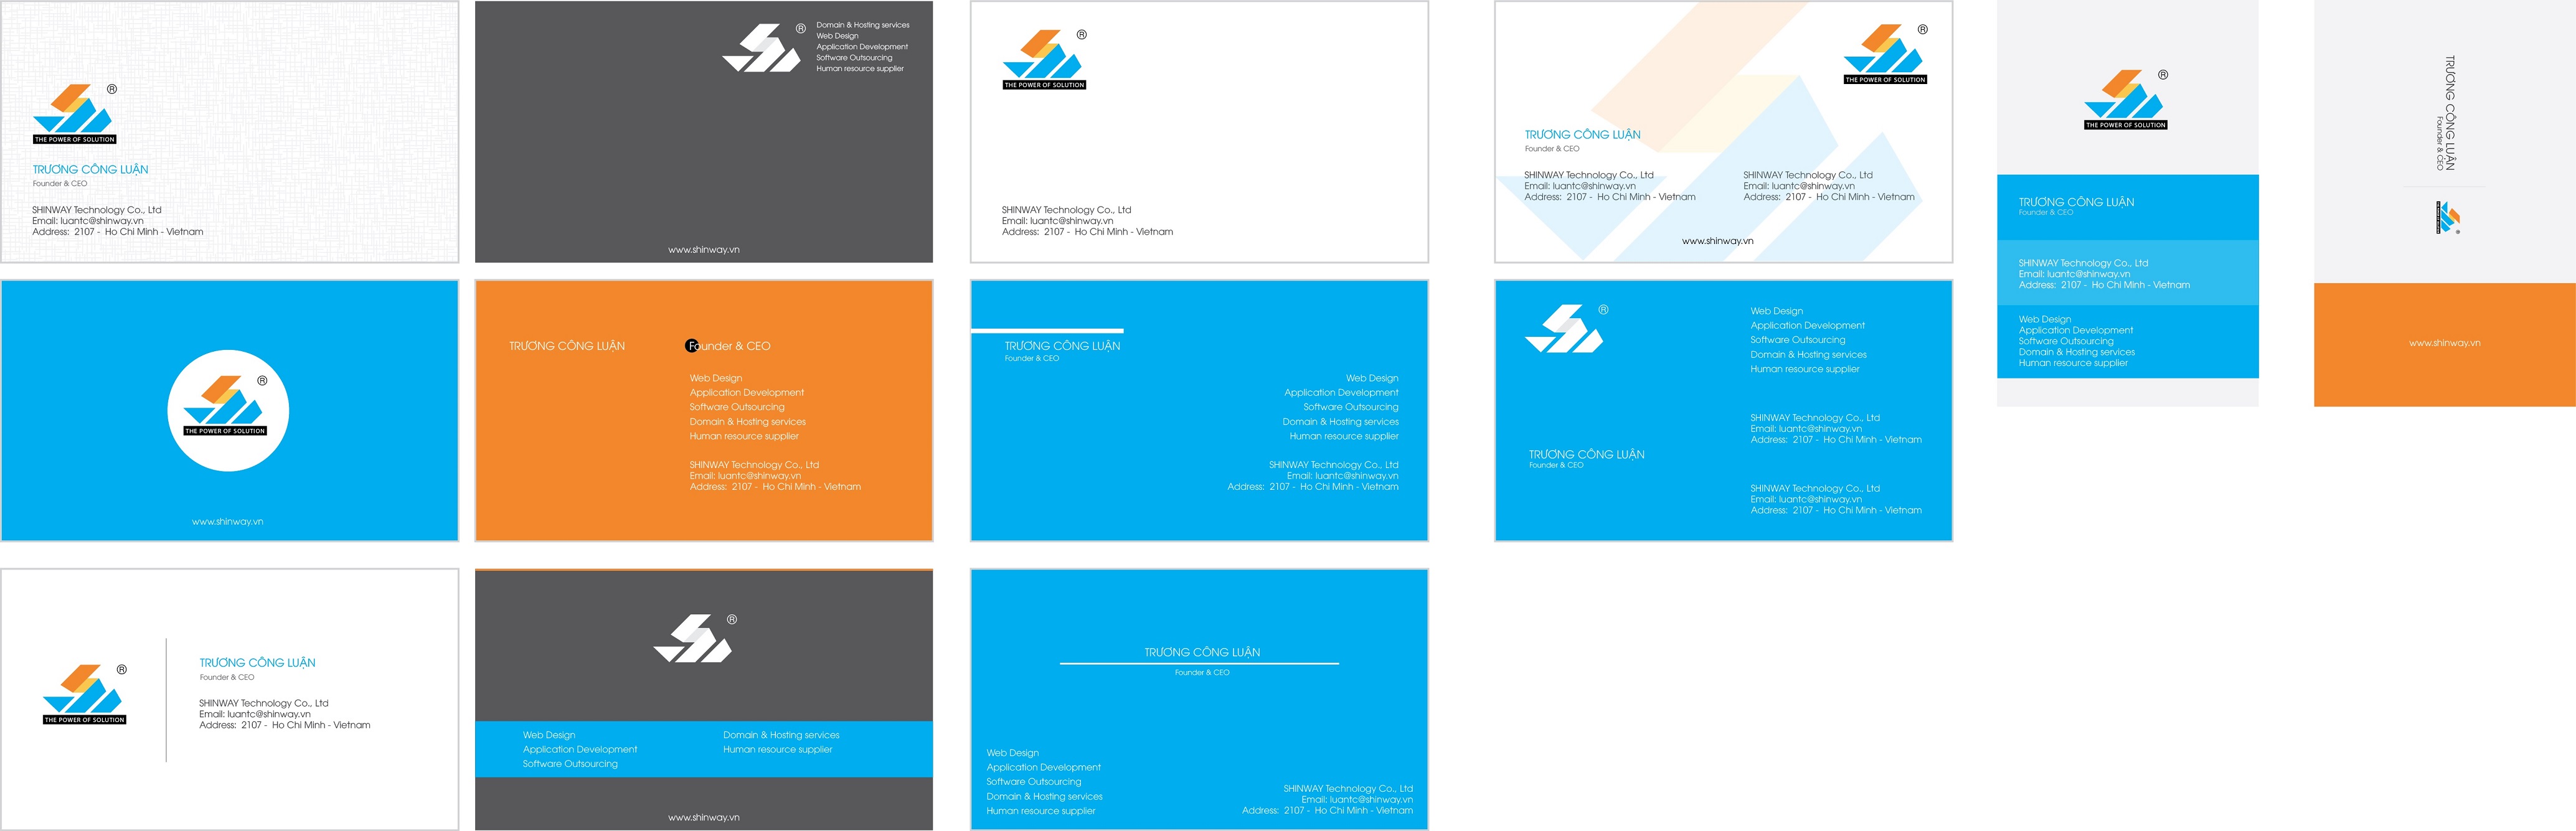 ®
THE POWER OF SOLUTION
TRƯƠNG CÔNG LUẬN
Founder & CEO
SHINWAY Technology Co., Ltd
Email: luantc@shinway.vn
Address: 2107 - Ho Chi Minh - Vietnam
®
Domain & Hosting services
Web Design
Application Development
Software Outsourcing
Human resource supplier
www.shinway.vn
®
THE POWER OF SOLUTION
SHINWAY Technology Co., Ltd
Email: luantc@shinway.vn
Address: 2107 - Ho Chi Minh - Vietnam
®
THE POWER OF SOLUTION
TRƯƠNG CÔNG LUẬN
Founder & CEO
SHINWAY Technology Co., Ltd
Email: luantc@shinway.vn
Address: 2107 - Ho Chi Minh - Vietnam
SHINWAY Technology Co., Ltd
Email: luantc@shinway.vn
Address: 2107 - Ho Chi Minh - Vietnam
www.shinway.vn
®
THE POWER OF SOLUTION
TRƯƠNG CÔNG LUẬN
Founder & CEO
SHINWAY Technology Co., Ltd
Email: luantc@shinway.vn
Address: 2107 - Ho Chi Minh - Vietnam
Web Design
Application Development
Software Outsourcing
Domain & Hosting services
Human resource supplier
TRƯƠNG CÔNG LUẬN
Founder & CEO
www.shinway.vn
®
THE POWER OF SOLUTION
www.shinway.vn
TRƯƠNG CÔNG LUẬN
Founder & CEO
Web Design
Application Development
Software Outsourcing
Domain & Hosting services
Human resource supplier
SHINWAY Technology Co., Ltd
Email: luantc@shinway.vn
Address: 2107 - Ho Chi Minh - Vietnam
TRƯƠNG CÔNG LUẬN
Founder & CEO
Web Design
Application Development
Software Outsourcing
Domain & Hosting services
Human resource supplier
SHINWAY Technology Co., Ltd
Email: luantc@shinway.vn
Address: 2107 - Ho Chi Minh - Vietnam
®
Web Design
Application Development
Software Outsourcing
Domain & Hosting services
Human resource supplier
SHINWAY Technology Co., Ltd
Email: luantc@shinway.vn
Address: 2107 - Ho Chi Minh - Vietnam
TRƯƠNG CÔNG LUẬN
Founder & CEO
SHINWAY Technology Co., Ltd
Email: luantc@shinway.vn
Address: 2107 - Ho Chi Minh - Vietnam
®
THE POWER OF SOLUTION
TRƯƠNG CÔNG LUẬN
Founder & CEO
SHINWAY Technology Co., Ltd
Email: luantc@shinway.vn
Address: 2107 - Ho Chi Minh - Vietnam
®
Web Design
Application Development
Software Outsourcing
Domain & Hosting services
Human resource supplier
www.shinway.vn
TRƯƠNG CÔNG LUẬN
Founder & CEO
Web Design
Application Development
Software Outsourcing
Domain & Hosting services
Human resource supplier
SHINWAY Technology Co., Ltd
Email: luantc@shinway.vn
Address: 2107 - Ho Chi Minh - Vietnam